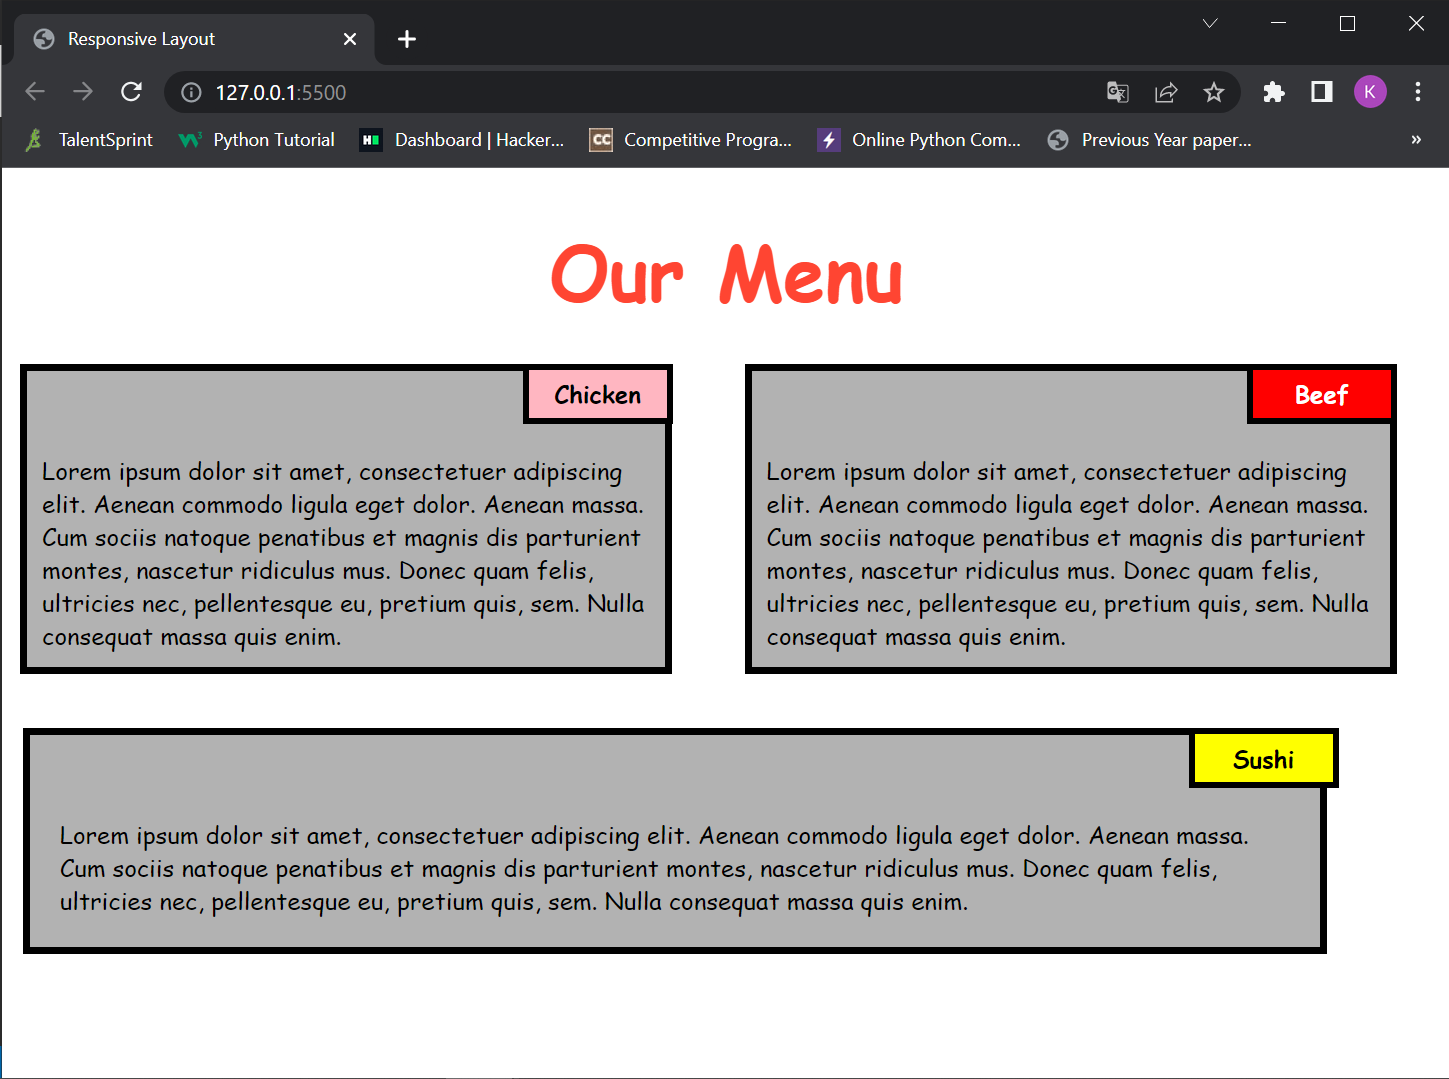 Responsive Layout
127.0.0.1:5500
K
TalentSprint
Python Tutorial
Dashboard | Hacker...
CC
Competitive Progra...
Online Python Com...
Previous Year paper...
»
Our Menu
Chicken
Lorem ipsum dolor sit amet, consectetuer adipiscing
elit. Aenean commodo ligula eget dolor. Aenean massa.
Cum sociis natoque penatibus et magnis dis parturient
montes, nascetur ridiculus mus. Donec quam felis,
ultricies nec, pellentesque eu, pretium quis, sem. Nulla
consequat massa quis enim.
Beef
Lorem ipsum dolor sit amet, consectetuer adipiscing
elit. Aenean commodo ligula eget dolor. Aenean massa.
Cum sociis natoque penatibus et magnis dis parturient
montes, nascetur ridiculus mus. Donec quam felis,
ultricies nec, pellentesque eu, pretium quis, sem. Nulla
consequat massa quis enim.
Sushi
Lorem ipsum dolor sit amet, consectetuer adipiscing elit. Aenean commodo ligula eget dolor. Aenean massa.
Cum sociis natoque penatibus et magnis dis parturient montes, nascetur ridiculus mus. Donec quam felis,
ultricies nec, pellentesque eu, pretium quis, sem. Nulla consequat massa quis enim.